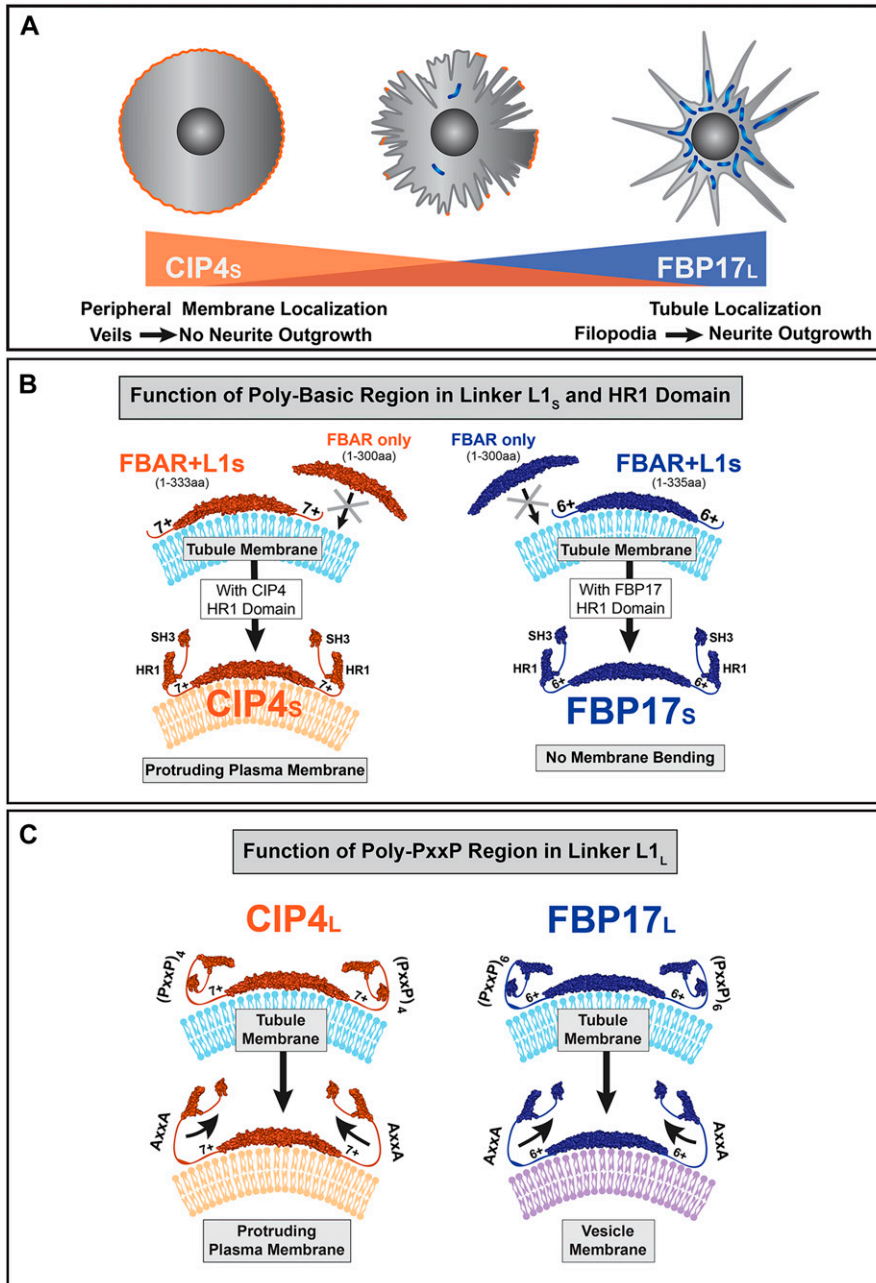 A
CIP4S
FBP17L
Peripheral Membrane Localization
Veils → No Neurite Outgrowth
Tubule Localization
Filopodia → Neurite Outgrowth
B
Function of Poly-Basic Region in Linker L1S and HR1 Domain
FBAR+L1s
(1-333aa)
FBAR only
(1-300aa)
FBAR only
(1-300aa)
FBAR+L1s
(1-335aa)
7+
7+
6+
6+
Tubule Membrane
Tubule Membrane
With CIP4
HR1 Domain
With FBP17
HR1 Domain
SH3
SH3
SH3
SH3
HR1
HR1
HR1
HR1
7+
7+
6+
6+
CIP4S
FBP17S
Protruding Plasma Membrane
No Membrane Bending
C
Function of Poly-PxxP Region in Linker L1L
CIP4L
FBP17L
(PxxP)4
(PxxP)4
(PxxP)6
(PxxP)6
7+
7+
6+
6+
Tubule
Membrane
Tubule
Membrane
AxxA
AxxA
AxxA
AxxA
7+
7+
6+
6+
Protruding
Plasma Membrane
Vesicle
Membrane